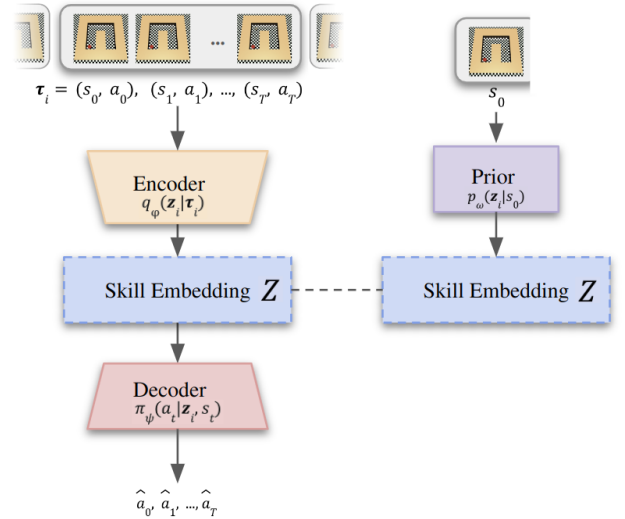 ...
τ_i = (s_0, a_0), (s_1, a_1), ..., (s_T, a_T)
s_0
Encoder
q_φ(z_i|τ_i)
Prior
p_ω(z_i|s_0)
Skill Embedding Z
Skill Embedding Z
Decoder
π_ψ(a_t|z_i, s_t)
â_0, â_1, ..., â_T